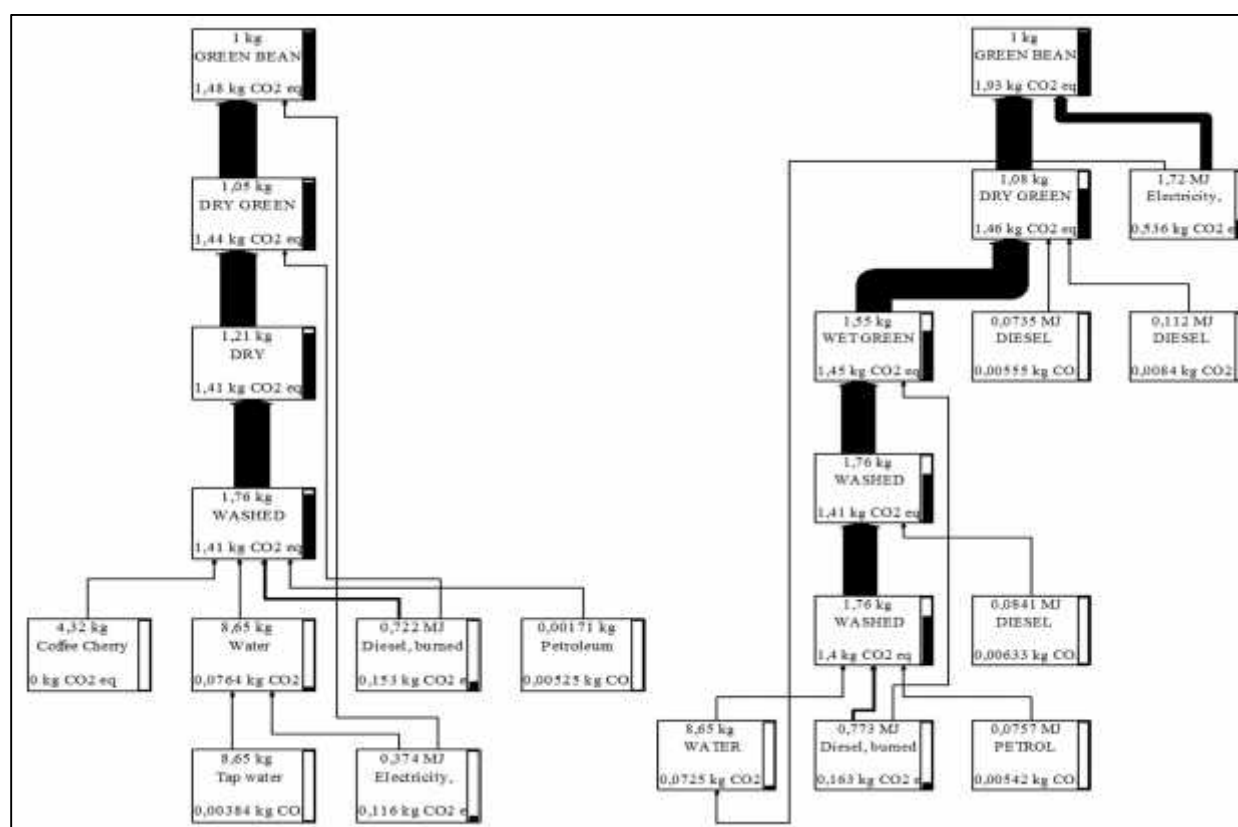 1 kg
GREEN BEAN
1,48 kg CO2 eq
1,05 kg
DRY GREEN
1,44 kg CO2 eq
1,21 kg
DRY
1,41 kg CO2 eq
1,76 kg
WASHED
1,41 kg CO2 eq
4,32 kg
Coffee Cherry
0 kg CO2 eq
8,65 kg
Water
0,0764 kg CO2
0,722 MJ
Diesel, burned
0,153 kg CO2 e
0,00171 kg
Petroleum
0,00525 kg CO
8,65 kg
Tap water
0,00384 kg CO
0,374 MJ
Electricity,
0,116 kg CO2 e
1 kg
GREEN BEAN
1,93 kg CO2 eq
1,08 kg
DRY GREEN
1,46 kg CO2 eq
1,72 MJ
Electricity,
0,536 kg CO2 e
1,55 kg
WET GREEN
1,45 kg CO2 eq
0,0735 MJ
DIESEL
0,00555 kg CO
0,112 MJ
DIESEL
0,0084 kg CO2
1,76 kg
WASHED
1,41 kg CO2 eq
1,76 kg
WASHED
1,4 kg CO2 eq
0,0841 MJ
DIESEL
0,00633 kg CO
8,65 kg
WATER
0,0725 kg CO2
0,773 MJ
Diesel, burned
0,163 kg CO2 e
0,0757 MJ
PETROL
0,00542 kg CO